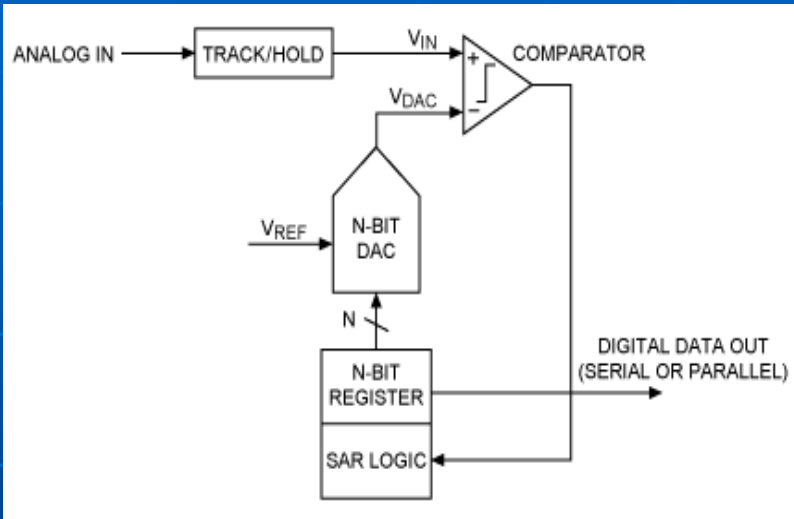 ANALOG IN
TRACK/HOLD
VIN
COMPARATOR
+
VDAC
−
VREF
N-BIT
DAC
N
N-BIT
REGISTER
DIGITAL DATA OUT
(SERIAL OR PARALLEL)
SAR LOGIC